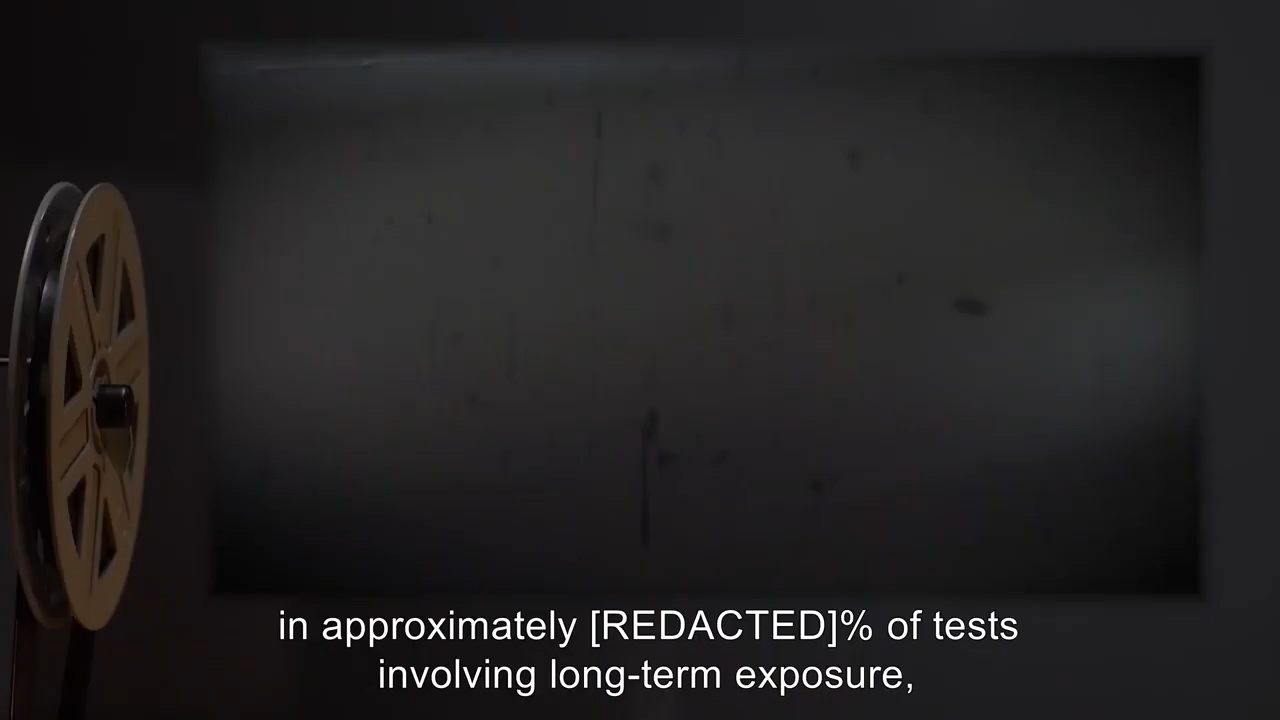 in approximately [REDACTED]% of tests
involving long-term exposure,